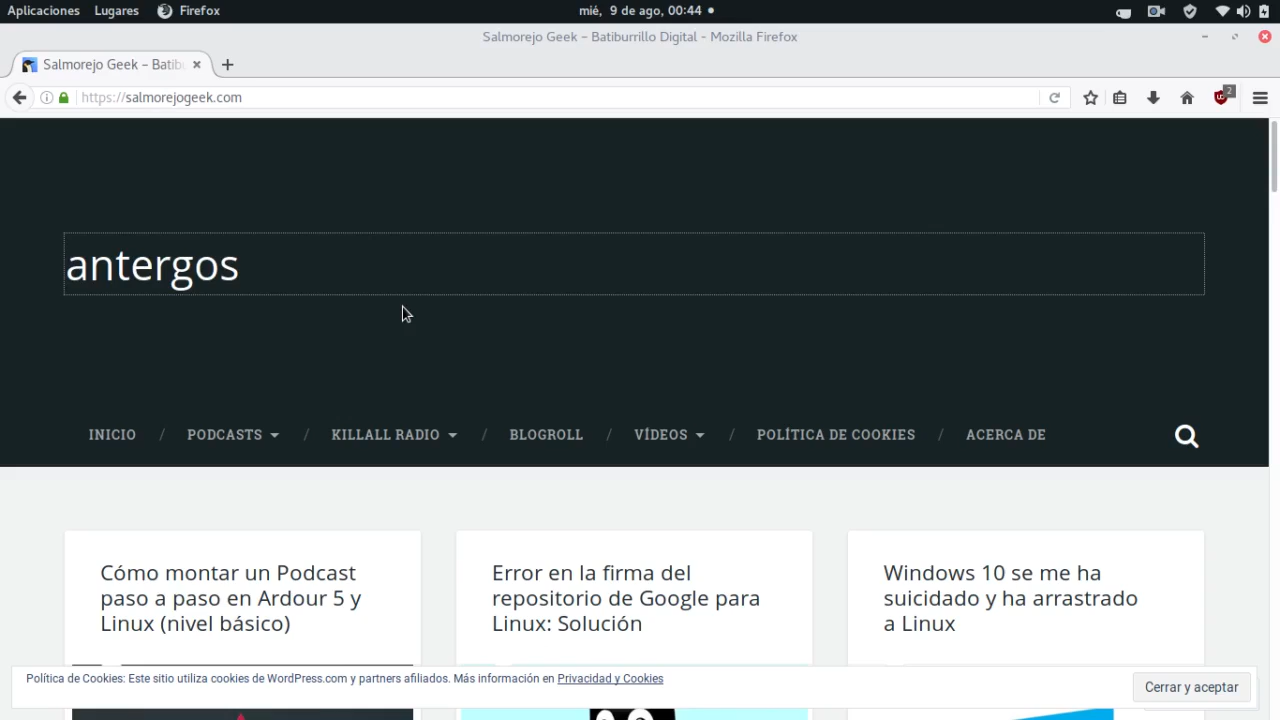 Aplicaciones Lugares Firefox mié, 9 de ago, 00:44
Salmorejo Geek – Batiburrillo Digital - Mozilla Firefox
Salmorejo Geek – Batibu
https://salmorejogeek.com
2
antergos
INICIO / PODCASTS / KILLALL RADIO / BLOGROLL / VÍDEOS / POLÍTICA DE COOKIES / ACERCA DE
Cómo montar un Podcast
paso a paso en Ardour 5 y
Linux (nivel básico)
Error en la firma del
repositorio de Google para
Linux: Solución
Windows 10 se me ha
suicidado y ha arrastrado
a Linux
Política de Cookies: Este sitio utiliza cookies de WordPress.com y partners afiliados. Más información en Privacidad y Cookies
Cerrar y aceptar